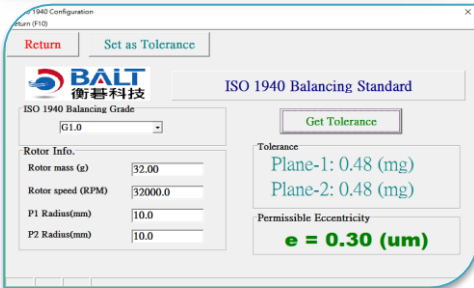 1940 Configuration
Return (F10)
Return
Set as Tolerance
BALT
衡碁科技
ISO 1940 Balancing Standard
ISO 1940 Balancing Grade
G1.0
Get Tolerance
Rotor Info.
Rotor mass (g)
32.00
Rotor speed (RPM)
32000.0
P1 Radius(mm)
10.0
P2 Radius(mm)
10.0
Tolerance
Plane-1: 0.48 (mg)
Plane-2: 0.48 (mg)
Permissible Eccentricity
e = 0.30 (um)